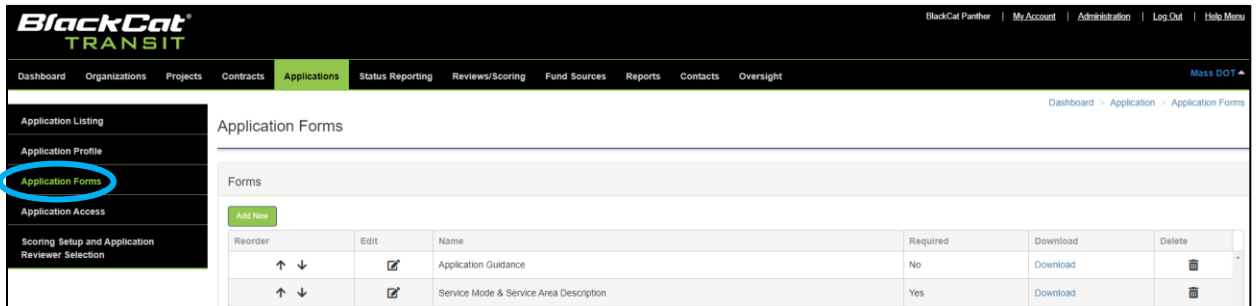 BlackCat Panther | My Account | Administration | Log Out | Help Menu
BlackCat®
TRANSIT
Dashboard Organizations Projects Contracts Applications Status Reporting Reviews/Scoring Fund Sources Reports Contacts Oversight Mass DOT
Dashboard > Application > Application Forms
Application Listing
Application Profile
Application Forms
Application Access
Scoring Setup and Application
Reviewer Selection
Application Forms
Forms
Add New
Reorder Edit Name Required Download Delete
Application Guidance No Download
Service Mode & Service Area Description Yes Download